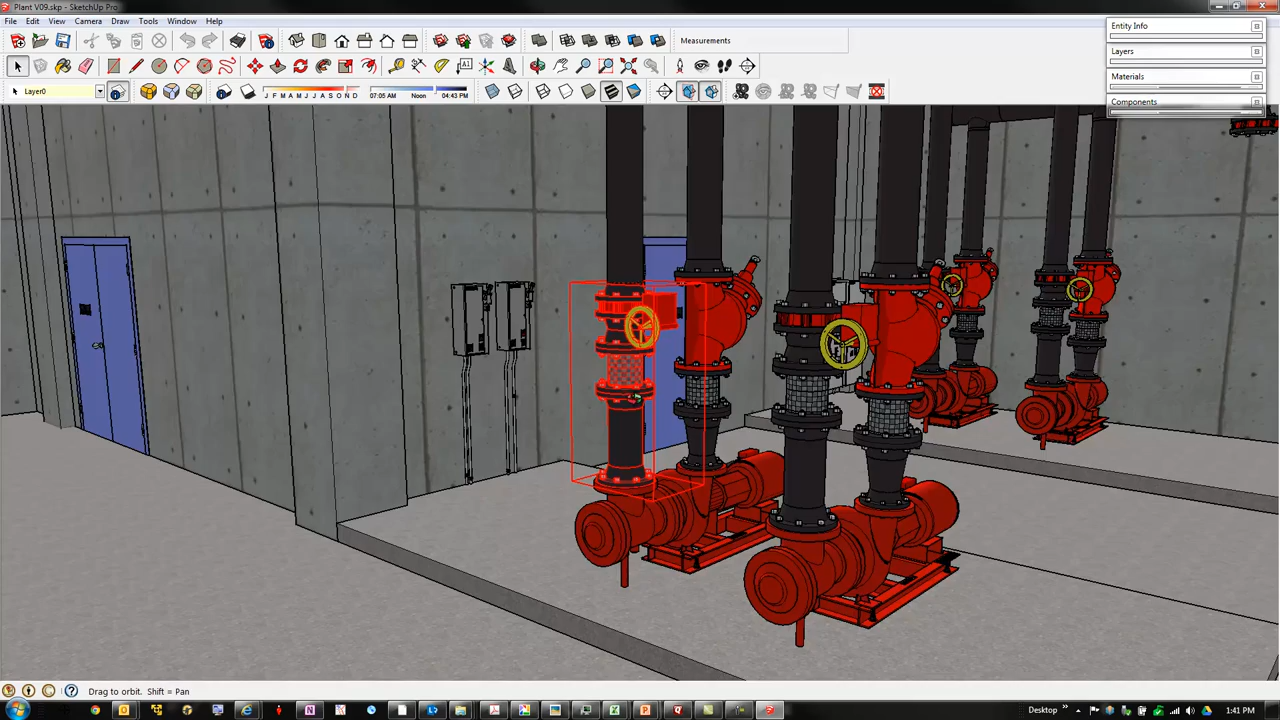 Plant V09.skp - SketchUp Pro
File Edit View Camera Draw Tools Window Help
Entity Info
Measurements
Layers
Layer0
J F M A M J J A S O N D
07:05 AM Noon 04:43 PM
Materials
Components
Drag to orbit. Shift = Pan
Desktop
1:41 PM